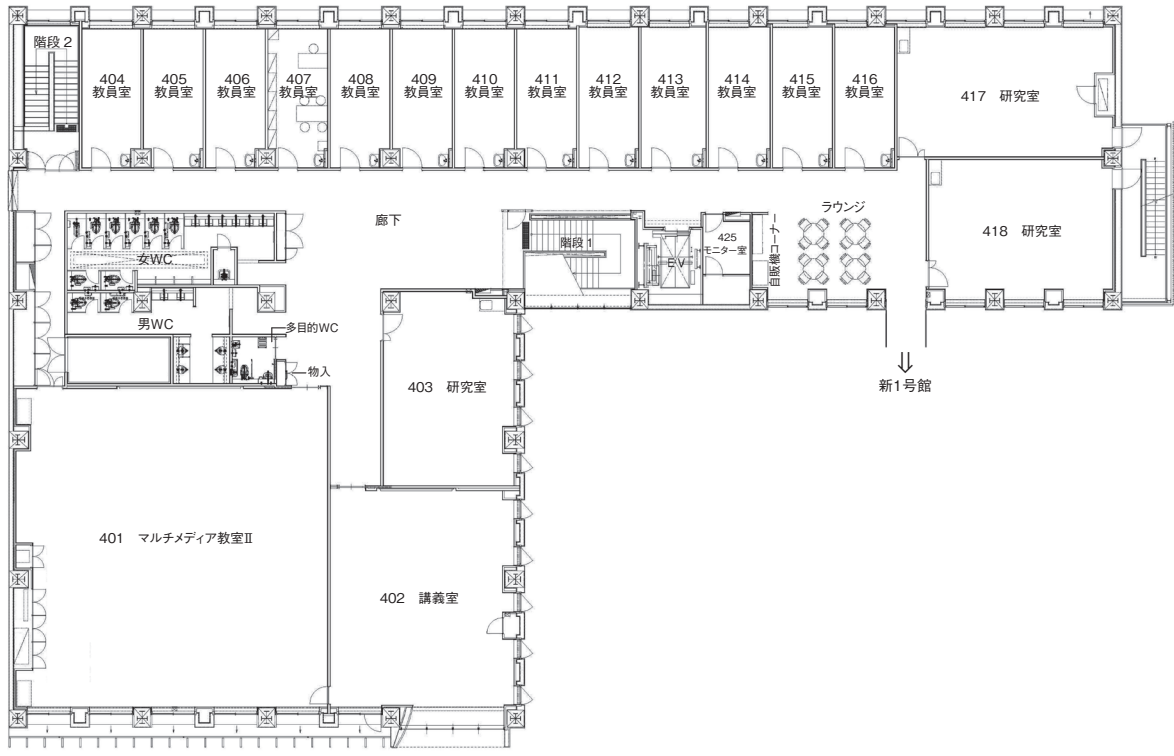 階段2
404
教員室
405
教員室
406
教員室
407
教員室
408
教員室
409
教員室
410
教員室
411
教員室
412
教員室
413
教員室
414
教員室
415
教員室
416
教員室
417 研究室
418 研究室
廊下
ラウンジ
階段1
EV
425
モニター室
自販機コーナー
女WC
男WC
多目的WC
物入
403 研究室
新1号館
401 マルチメディア教室Ⅱ
402 講義室